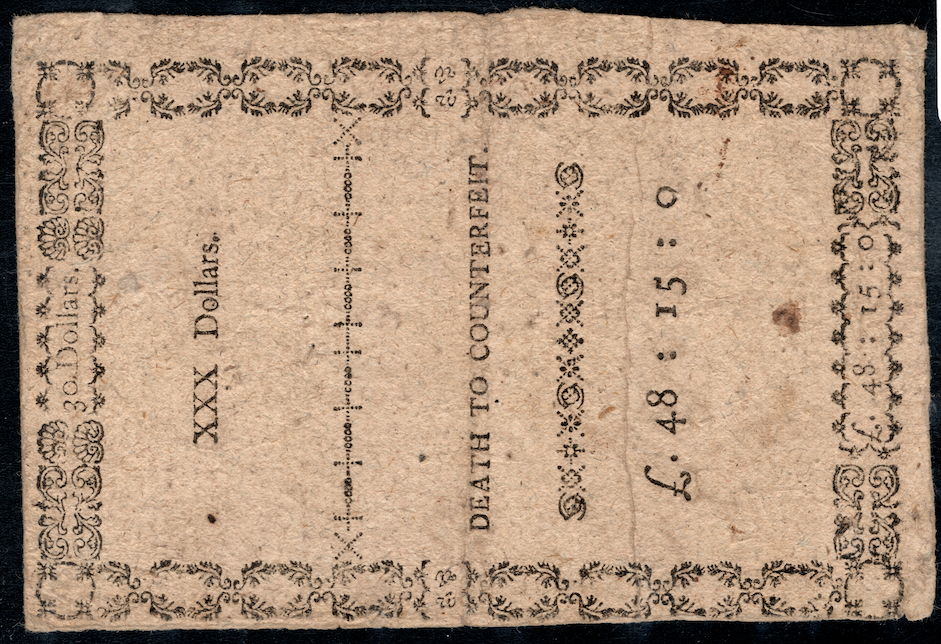 30 Dollars.
XXX Dollars.
DEATH TO COUNTERFEIT.
£. 48 : 15 : 0
£. 48 : 15 : 0